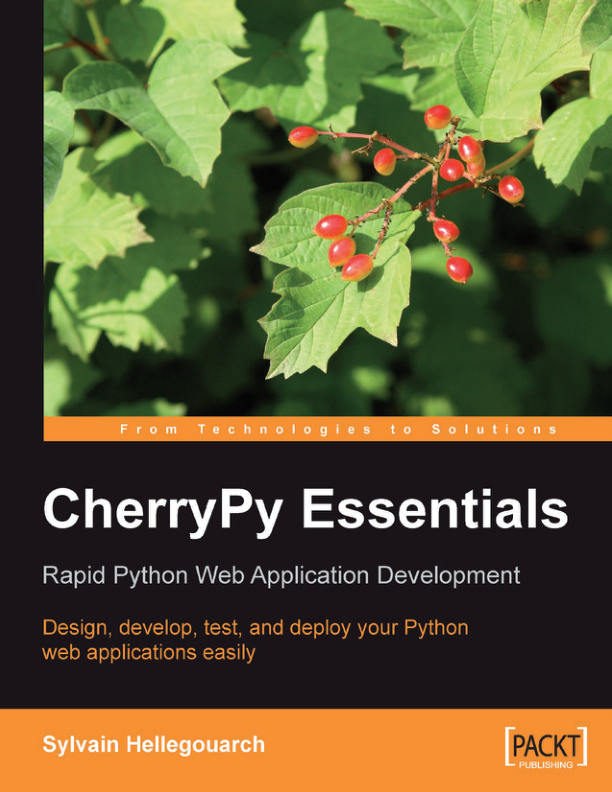 From Technologies to Solutions
CherryPy Essentials
Rapid Python Web Application Development
Design, develop, test, and deploy your Python
web applications easily
Sylvain Hellegouarch
PACKT
PUBLISHING